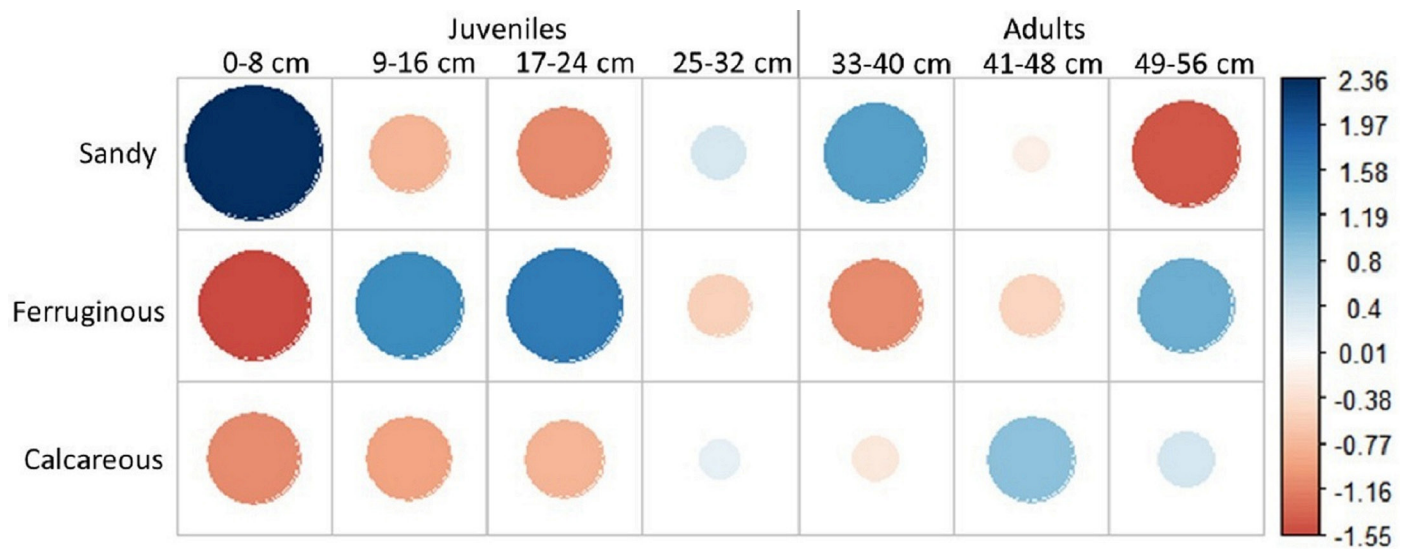 Juveniles Adults
0-8 cm 9-16 cm 17-24 cm 25-32 cm 33-40 cm 41-48 cm 49-56 cm
Sandy
Ferruginous
Calcareous
2.36
1.97
1.58
1.19
0.8
0.4
0.01
-0.38
-0.77
-1.16
-1.55